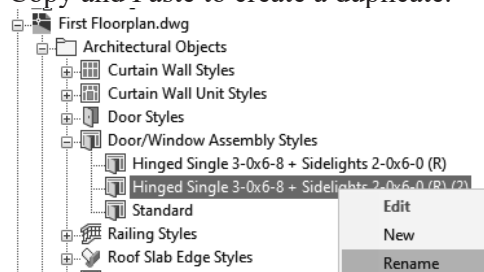 Copy and Paste to create a duplicate.
First Floorplan.dwg
Architectural Objects
Curtain Wall Styles
Curtain Wall Unit Styles
Door Styles
Door/Window Assembly Styles
Hinged Single 3-0x6-8 + Sidelights 2-0x6-0 (R)
Hinged Single 3-0x6-8 + Sidelights 2-0x6-0 (R) (2)
Standard
Edit
Railing Styles
New
Roof Slab Edge Styles
Rename